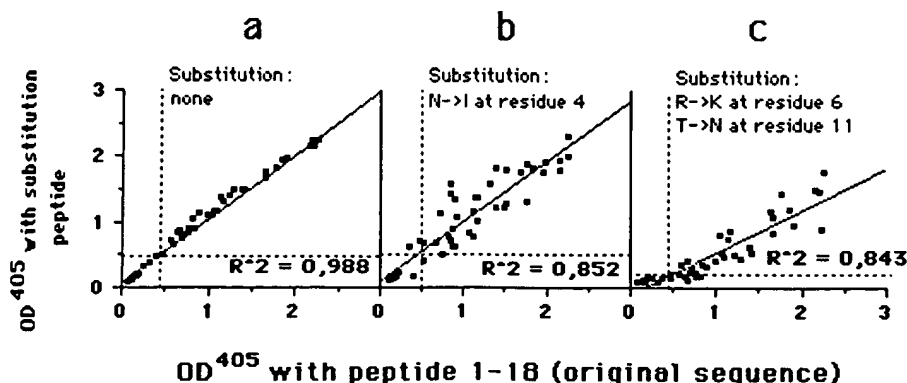 a
b
c
Substitution:
none
Substitution:
N->I at residue 4
Substitution:
R->K at residue 6
T->N at residue 11
OD405 with substitution
peptide
3
2
1
0
R^2 = 0,988
R^2 = 0,852
R^2 = 0,843
0 1 2 0 1 2 0 1 2 3
OD405 with peptide 1-18 (original sequence)